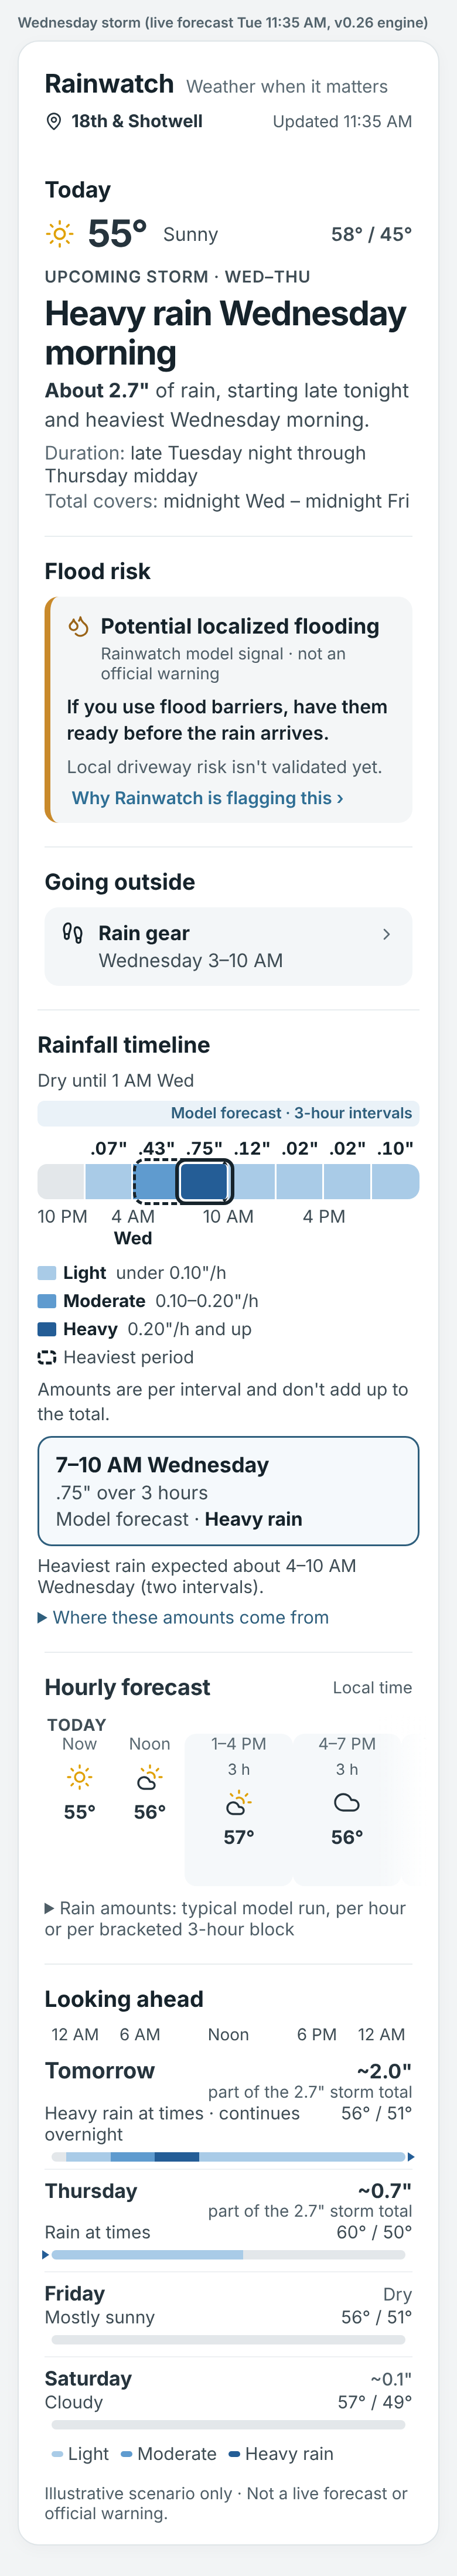 Wednesday storm (live forecast Tue 11:35 AM, v0.26 engine)
Rainwatch Weather when it matters
18th & Shotwell Updated 11:35 AM
Today
55° Sunny 58° / 45°
UPCOMING STORM · WED–THU
Heavy rain Wednesday
morning
About 2.7" of rain, starting late tonight
and heaviest Wednesday morning.
Duration: late Tuesday night through
Thursday midday
Total covers: midnight Wed – midnight Fri
Flood risk
Potential localized flooding
Rainwatch model signal · not an
official warning
If you use flood barriers, have them
ready before the rain arrives.
Local driveway risk isn't validated yet.
Why Rainwatch is flagging this ›
Going outside
Rain gear
Wednesday 3–10 AM
Rainfall timeline
Dry until 1 AM Wed
Model forecast · 3-hour intervals
.07" .43" .75" .12" .02" .02" .10"
10 PM 4 AM 10 AM 4 PM
Wed
Light under 0.10"/h
Moderate 0.10–0.20"/h
Heavy 0.20"/h and up
Heaviest period
Amounts are per interval and don't add up to
the total.
7–10 AM Wednesday
.75" over 3 hours
Model forecast · Heavy rain
Heaviest rain expected about 4–10 AM
Wednesday (two intervals).
Where these amounts come from
Hourly forecast Local time
TODAY
Now Noon 1–4 PM 4–7 PM
3 h 3 h
55° 56° 57° 56°
Rain amounts: typical model run, per hour
or per bracketed 3-hour block
Looking ahead
12 AM 6 AM Noon 6 PM 12 AM
Tomorrow ~2.0"
part of the 2.7" storm total
Heavy rain at times · continues 56° / 51°
overnight
Thursday ~0.7"
part of the 2.7" storm total
Rain at times 60° / 50°
Friday Dry
Mostly sunny 56° / 51°
Saturday ~0.1"
Cloudy 57° / 49°
Light Moderate Heavy rain
Illustrative scenario only · Not a live forecast or
official warning.